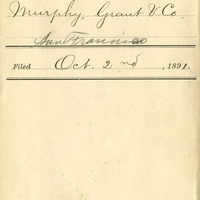 Murphy, Grant & Co.
San Francisco
Filed Oct. 2nd, 1891.